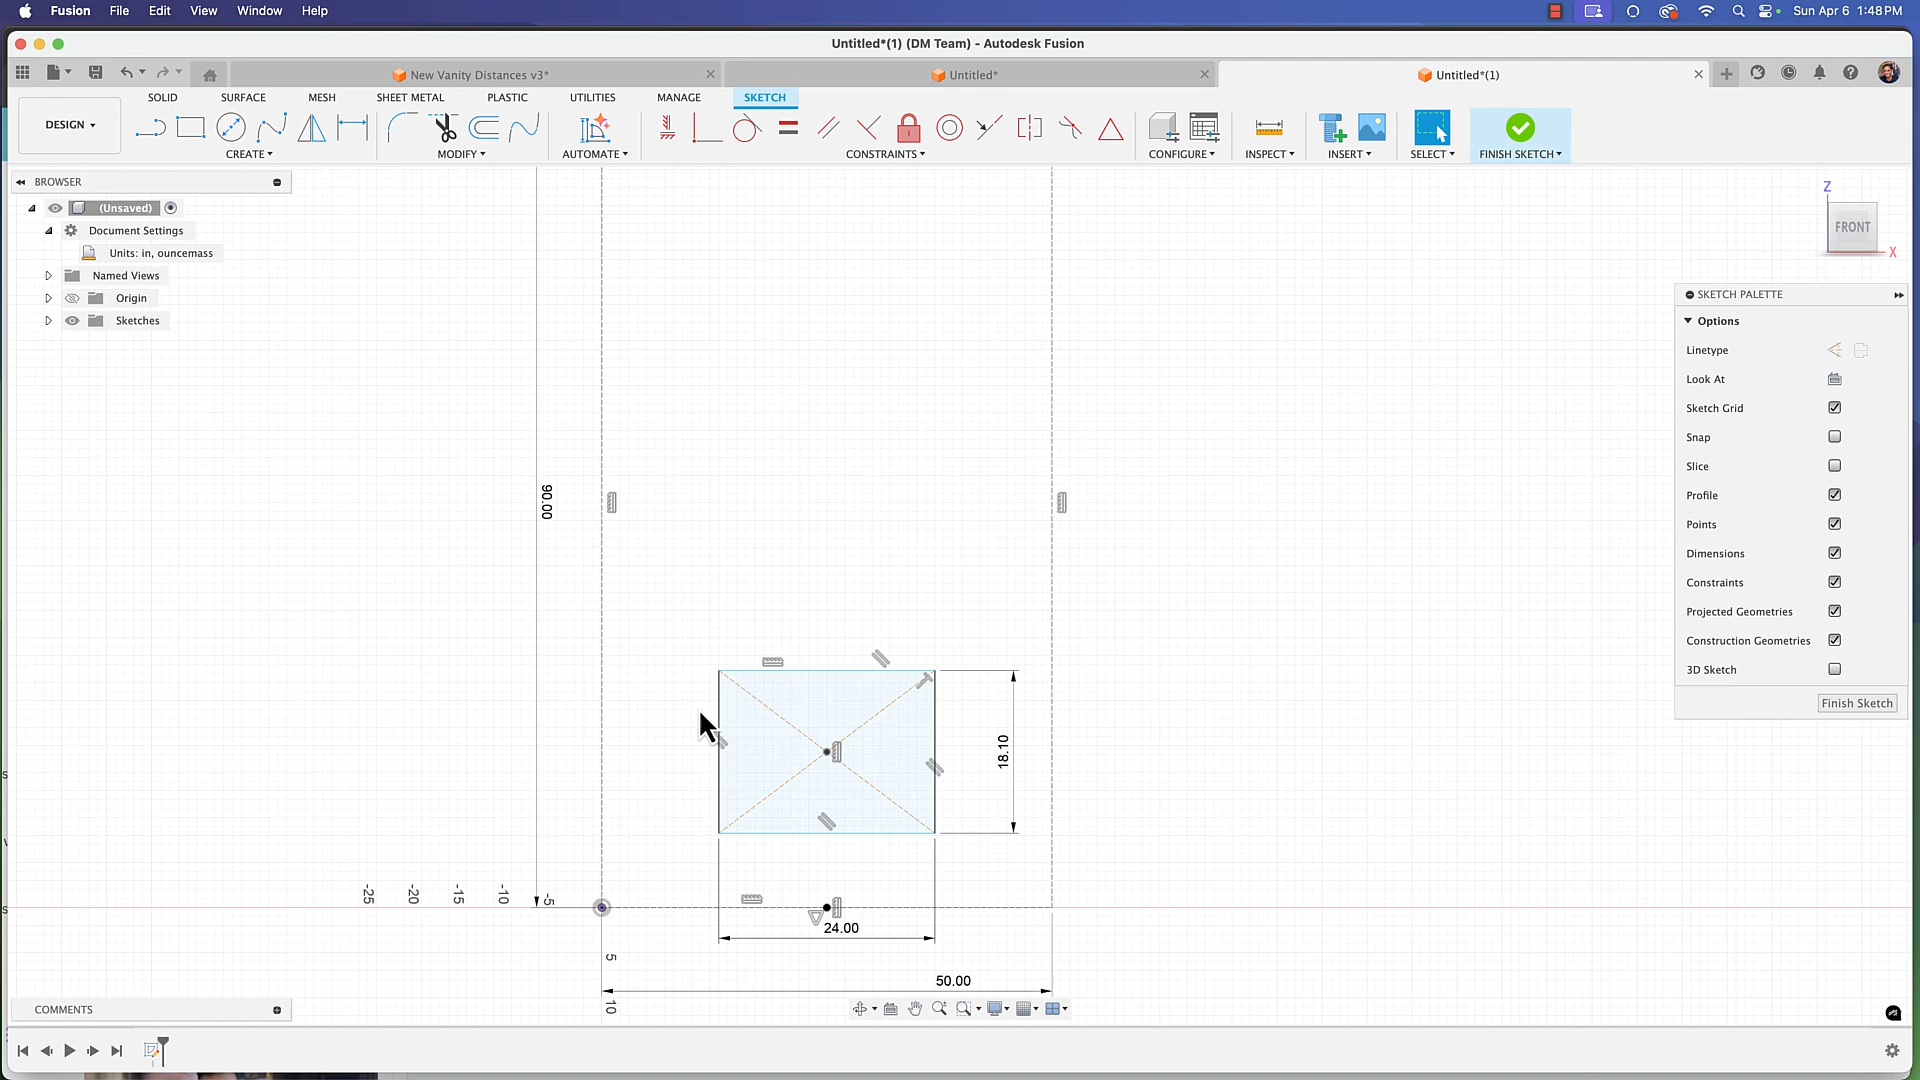 Fusion File Edit View Window Help Sun Apr 6 1:48 PM
Untitled*(1) (DM Team) - Autodesk Fusion
New Vanity Distances v3* Untitled* Untitled*(1)
SOLID SURFACE MESH SHEET METAL PLASTIC UTILITIES MANAGE SKETCH
DESIGN
CREATE MODIFY AUTOMATE CONSTRAINTS CONFIGURE INSPECT INSERT SELECT FINISH SKETCH
BROWSER
(Unsaved)
Document Settings
Units: in, ouncemass
Named Views
Origin
Sketches
Z
FRONT
X
SKETCH PALETTE
Options
Linetype
Look At
Sketch Grid
Snap
Slice
Profile
Points
Dimensions
Constraints
Projected Geometries
Construction Geometries
3D Sketch
Finish Sketch
90.00
18.10
-25 -20 -15 -10 -5
24.00
5
50.00
10
COMMENTS